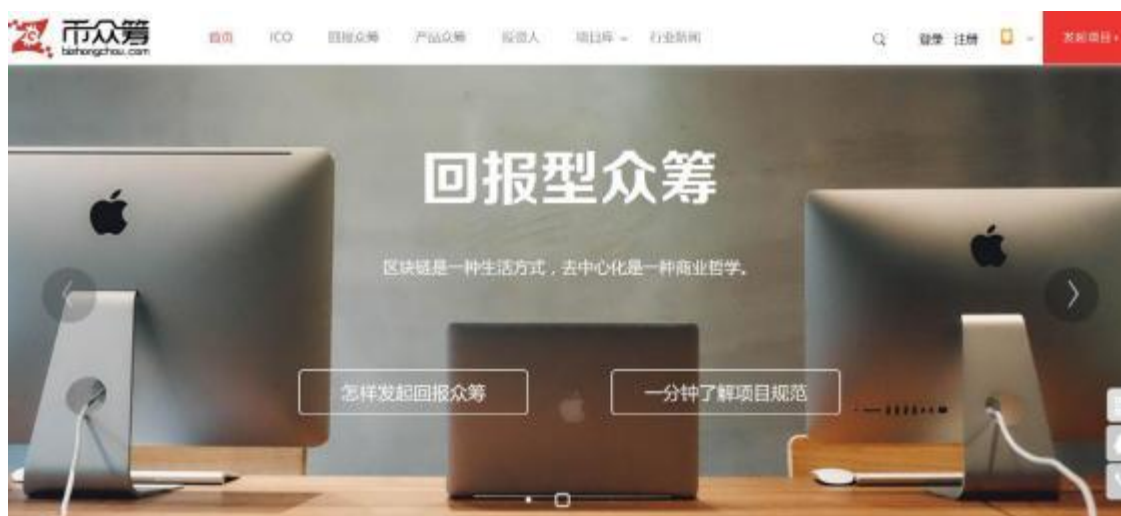 币众筹
bizhongchou.com
首页 ICO 回报众筹 产品众筹 投资人 项目库 行业新闻
登录 注册
发起项目
回报型众筹
区块链是一种生活方式，去中心化是一种商业哲学。
怎样发起回报众筹
一分钟了解项目规范